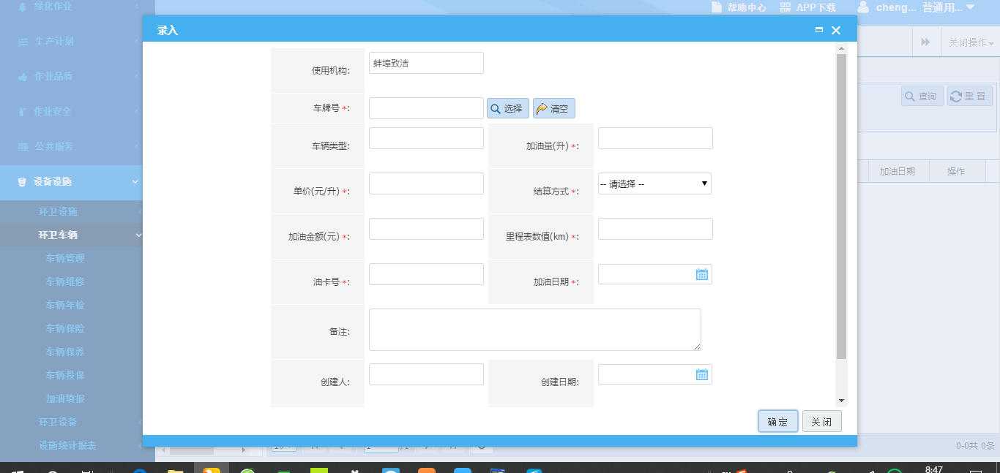 绿化作业
帮助中心 APP下载 cheng... 普通用...
录入
生产计划
关闭操作
使用机构: 蚌埠致洁
作业品质
查询 重 置
车牌号 *: 选择 清空
作业安全
车辆类型: 加油量(升) *:
公共服务
加油日期 操作
设备设施
单价(元/升) *: 结算方式 *: -- 请选择 --
环卫设施
环卫车辆
加油金额(元) *: 里程表数值(km) *:
车辆管理
车辆维修
油卡号 *: 加油日期 *:
车辆年检
车辆保险
备注:
车辆保养
车辆投保
创建人: 创建日期:
加油填报
环卫设备
确 定 关 闭
设施统计报表
0-0共 0条
8:47